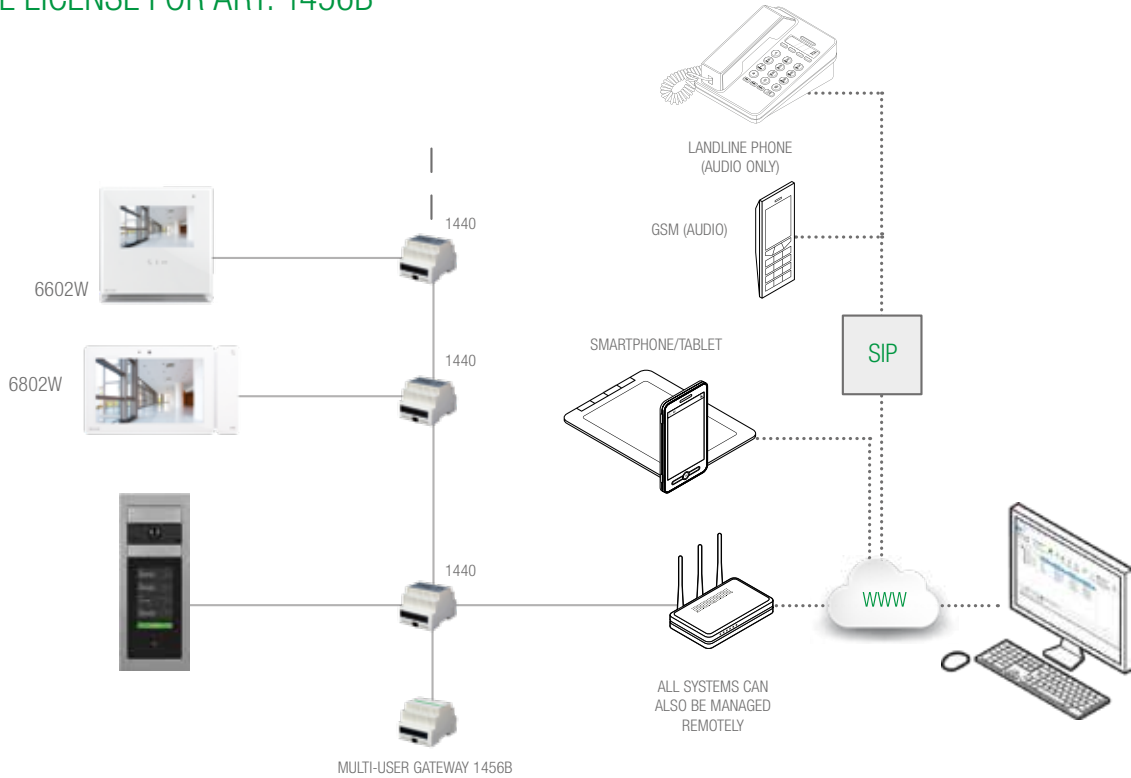 E LICENSE FOR ART. 1456B
LANDLINE PHONE
(AUDIO ONLY)
1440
GSM (AUDIO)
6602W
SMARTPHONE/TABLET
SIP
1440
6802W
1440
WWW
ALL SYSTEMS CAN
ALSO BE MANAGED
REMOTELY
MULTI-USER GATEWAY 1456B